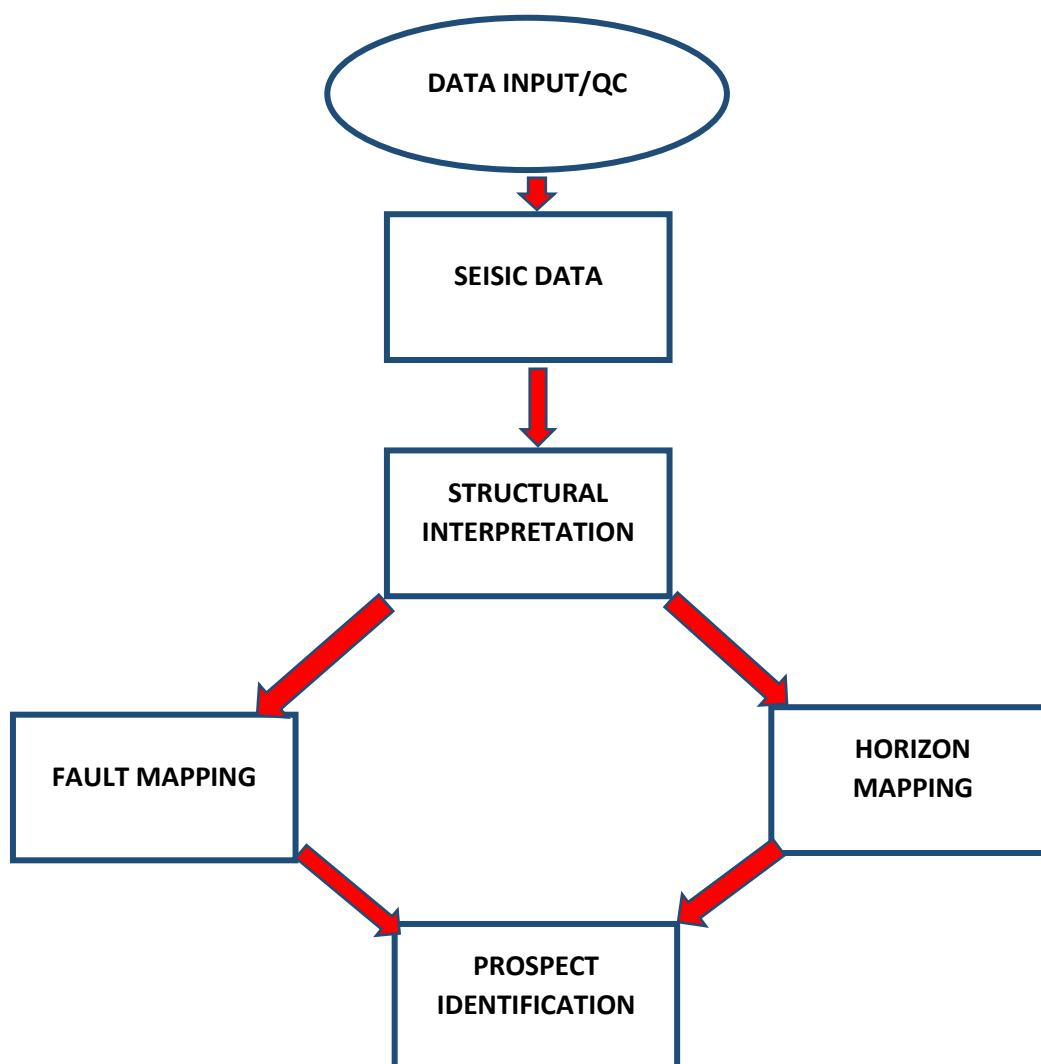 DATA INPUT/QC
SEISIC DATA
STRUCTURAL
INTERPRETATION
FAULT MAPPING
HORIZON
MAPPING
PROSPECT
IDENTIFICATION